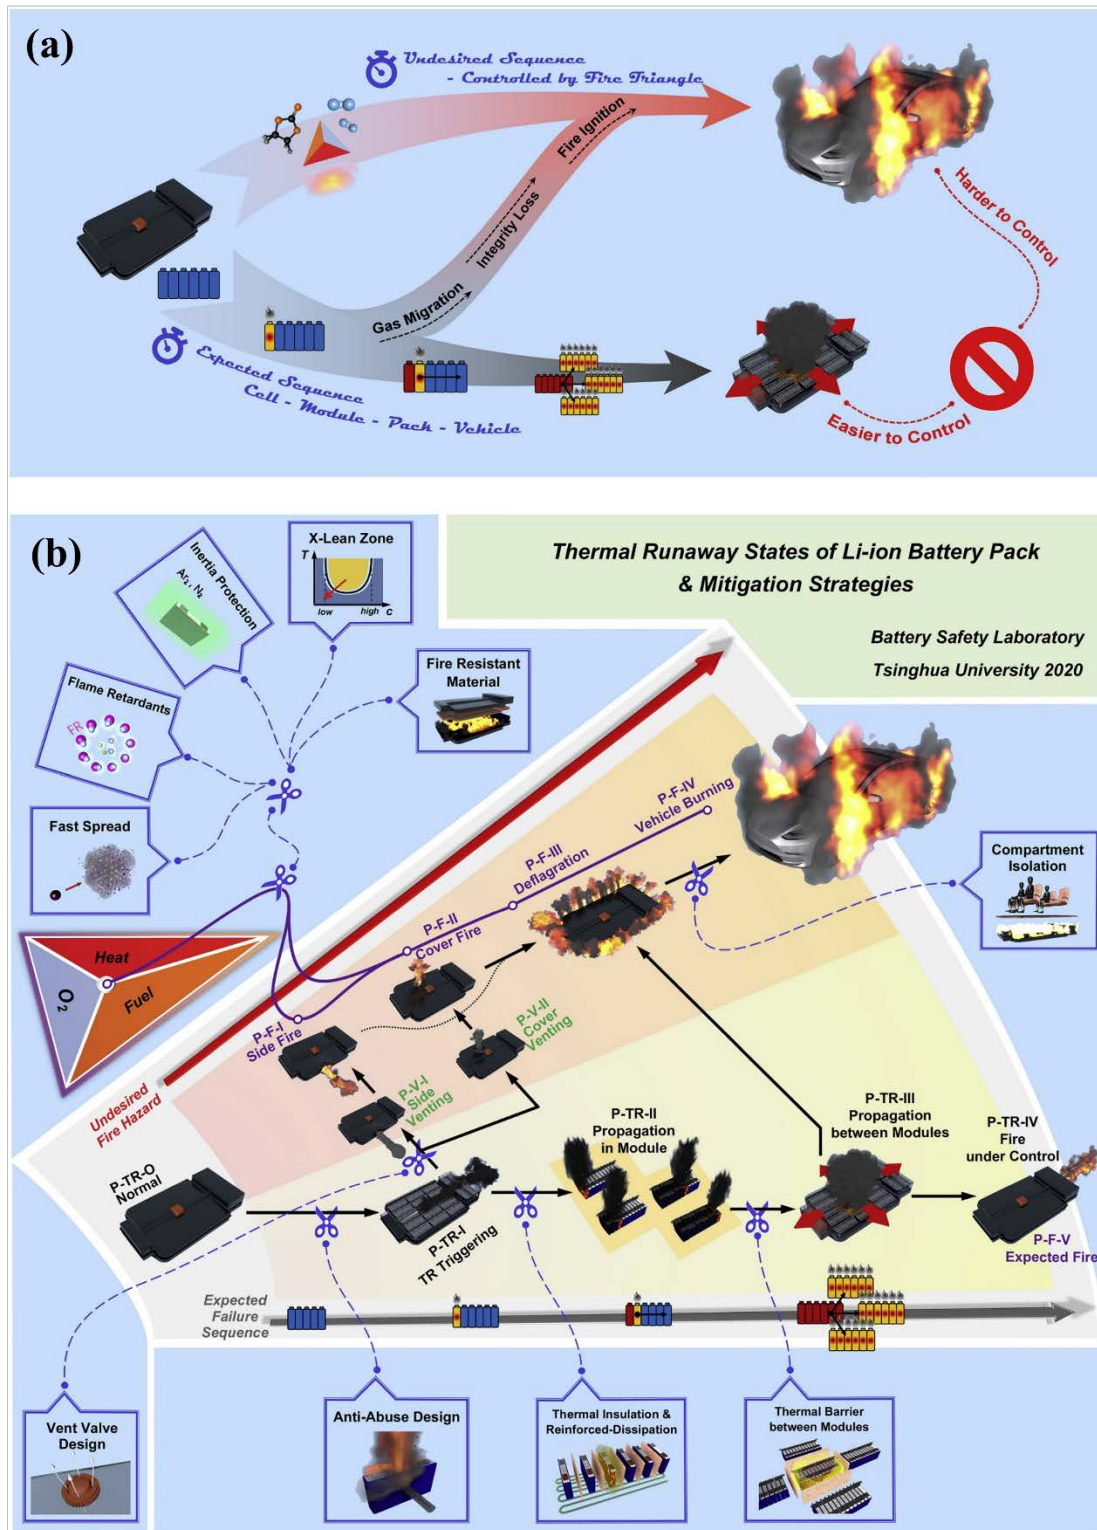 (a)
Undesired Sequence
- Controlled by Fire Triangle
Fire Ignition
Integrity Loss
Gas Migration
Harder to Control
Easier to Control
Expected Sequence
Cell - Module - Pack - Vehicle
(b)
Thermal Runaway States of Li-ion Battery Pack
& Mitigation Strategies
Battery Safety Laboratory
Tsinghua University 2020
X-Lean Zone
T
low
high
C
Inertia Protection
Ar₂, N₂
Flame Retardants
FR
Fire Resistant
Material
Fast Spread
Heat
O₂
Fuel
Undesired
Fire Hazard
P-F-IV
Vehicle Burning
P-F-III
Deflagration
P-F-II
Cover Fire
P-F-I
Side Fire
P-V-II
Cover
Venting
P-V-I
Side
Venting
Compartment
Isolation
P-TR-O
Normal
P-TR-I
TR Triggering
P-TR-II
Propagation
in Module
P-TR-III
Propagation
between Modules
P-TR-IV
Fire
under Control
P-F-V
Expected Fire
Expected
Failure
Sequence
Vent Valve
Design
Anti-Abuse Design
Thermal Insulation &
Reinforced-Dissipation
Thermal Barrier
between Modules